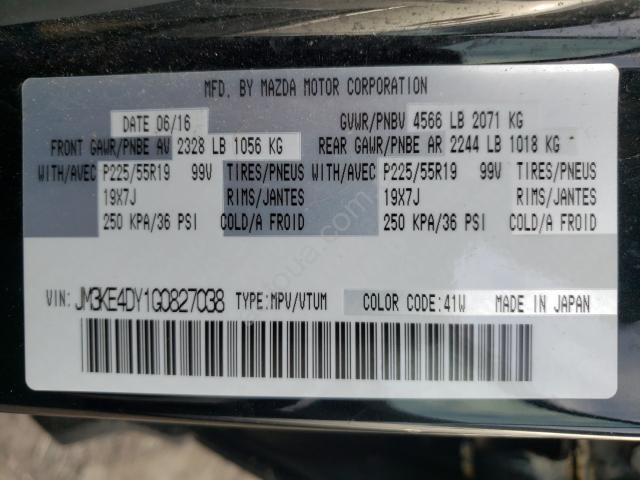 MFD. BY MAZDA MOTOR CORPORATION
DATE 06/16 GVWR/PNBV 4566 LB 2071 KG
FRONT GAWR/PNBE AV 2328 LB 1056 KG REAR GAWR/PNBE AR 2244 LB 1018 KG
WITH/AVEC P225/55R19 99V TIRES/PNEUS WITH/AVEC P225/55R19 99V TIRES/PNEUS
19X7J RIMS/JANTES 19X7J RIMS/JANTES
250 KPA/36 PSI COLD/A FROID 250 KPA/36 PSI COLD/A FROID
VIN: JM3KE4DY1G0827038 TYPE:MPV/VTUM COLOR CODE:41W MADE IN JAPAN